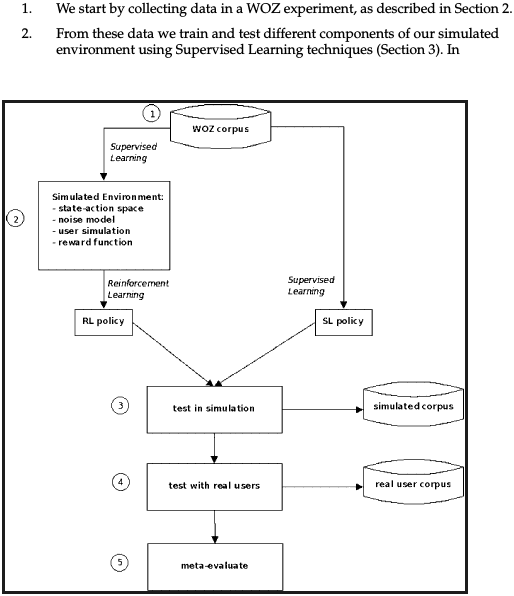 1. We start by collecting data in a WOZ experiment, as described in Section 2.
2. From these data we train and test different components of our simulated
environment using Supervised Learning techniques (Section 3). In
1
WOZ corpus
Supervised
Learning
2
Simulated Environment:
- state-action space
- noise model
- user simulation
- reward function
Reinforcement
Learning
Supervised
Learning
RL policy
SL policy
3
test in simulation
simulated corpus
4
test with real users
real user corpus
5
meta-evaluate